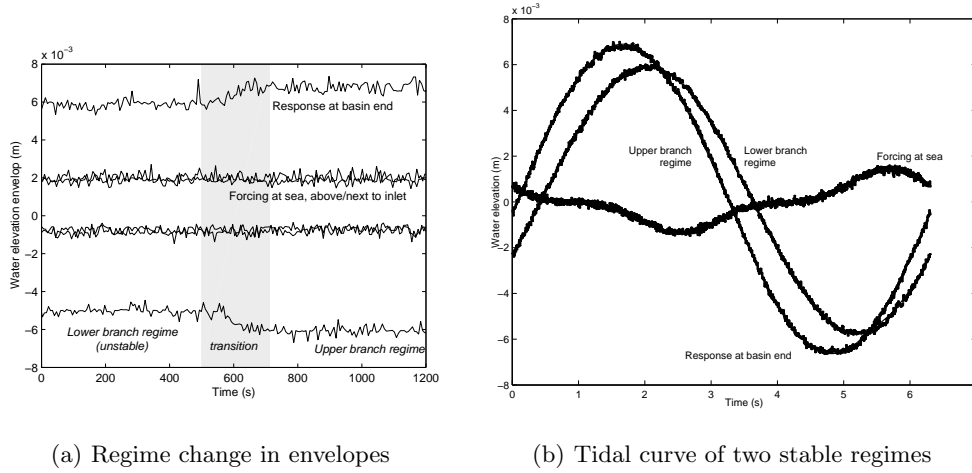 x 10⁻³
8
6
4
2
0
−2
−4
−6
−8
Water elevation envelop (m)
Response at basin end
Forcing at sea, above/next to inlet
Lower branch regime
(unstable)
transition
Upper branch regime
0 200 400 600 800 1000 1200
Time (s)
(a) Regime change in envelopes
x 10⁻³
8
6
4
2
0
−2
−4
−6
−8
Water elevation (m)
Upper branch
regime
Lower branch
regime
Forcing at sea
Response at basin end
0 1 2 3 4 5 6
Time (s)
(b) Tidal curve of two stable regimes